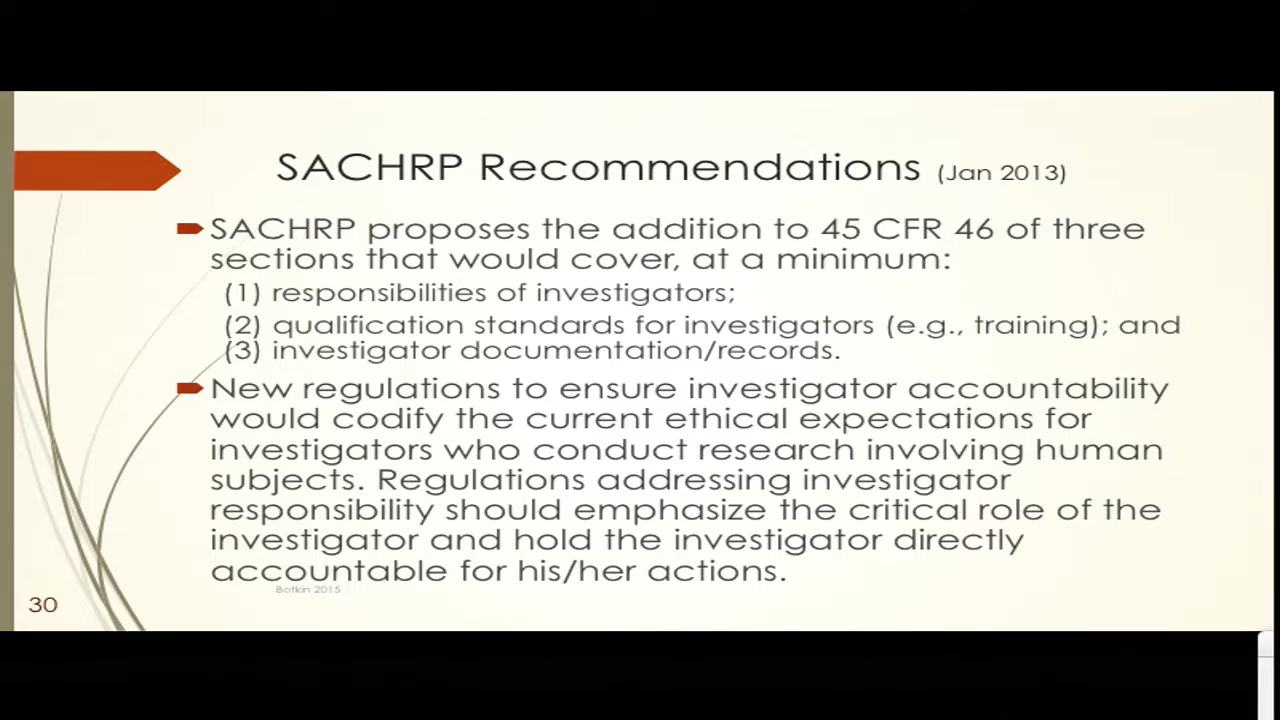 SACHRP Recommendations (Jan 2013)
SACHRP proposes the addition to 45 CFR 46 of three
sections that would cover, at a minimum:
(1) responsibilities of investigators;
(2) qualification standards for investigators (e.g., training); and
(3) investigator documentation/records.
New regulations to ensure investigator accountability
would codify the current ethical expectations for
investigators who conduct research involving human
subjects. Regulations addressing investigator
responsibility should emphasize the critical role of the
investigator and hold the investigator directly
accountable for his/her actions.
Botkin 2015
30